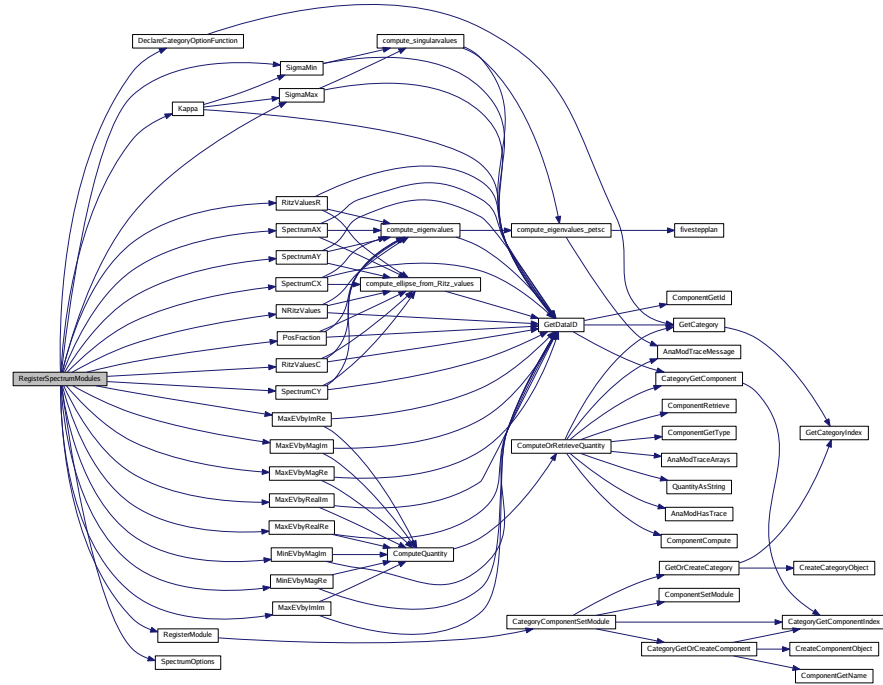 DeclareCategoryOptionFunction
compute_singularvalues
SigmaMin
SigmaMax
Kappa
RitzValuesR
SpectrumAX
compute_eigenvalues
compute_eigenvalues_petsc
fivestepplan
SpectrumAY
SpectrumCX
compute_ellipse_from_Ritz_values
ComponentGetId
NRitzValues
GetDataID
GetCategory
PosFraction
AnaModTraceMessage
RitzValuesC
RegisterSpectrumModules
CategoryGetComponent
SpectrumCY
ComponentRetrieve
MaxEVbyImRe
ComponentGetType
GetCategoryIndex
MaxEVbyMagIm
ComputeOrRetrieveQuantity
AnaModTraceArrays
MaxEVbyMagRe
QuantityAsString
MaxEVbyRealIm
AnaModHasTrace
MaxEVbyRealRe
ComponentCompute
MinEVbyMagIm
ComputeQuantity
GetOrCreateCategory
CreateCategoryObject
MinEVbyMagRe
ComponentSetModule
MaxEVbyImIm
CategoryComponentSetModule
CategoryGetComponentIndex
RegisterModule
CategoryGetOrCreateComponent
CreateComponentObject
SpectrumOptions
ComponentGetName